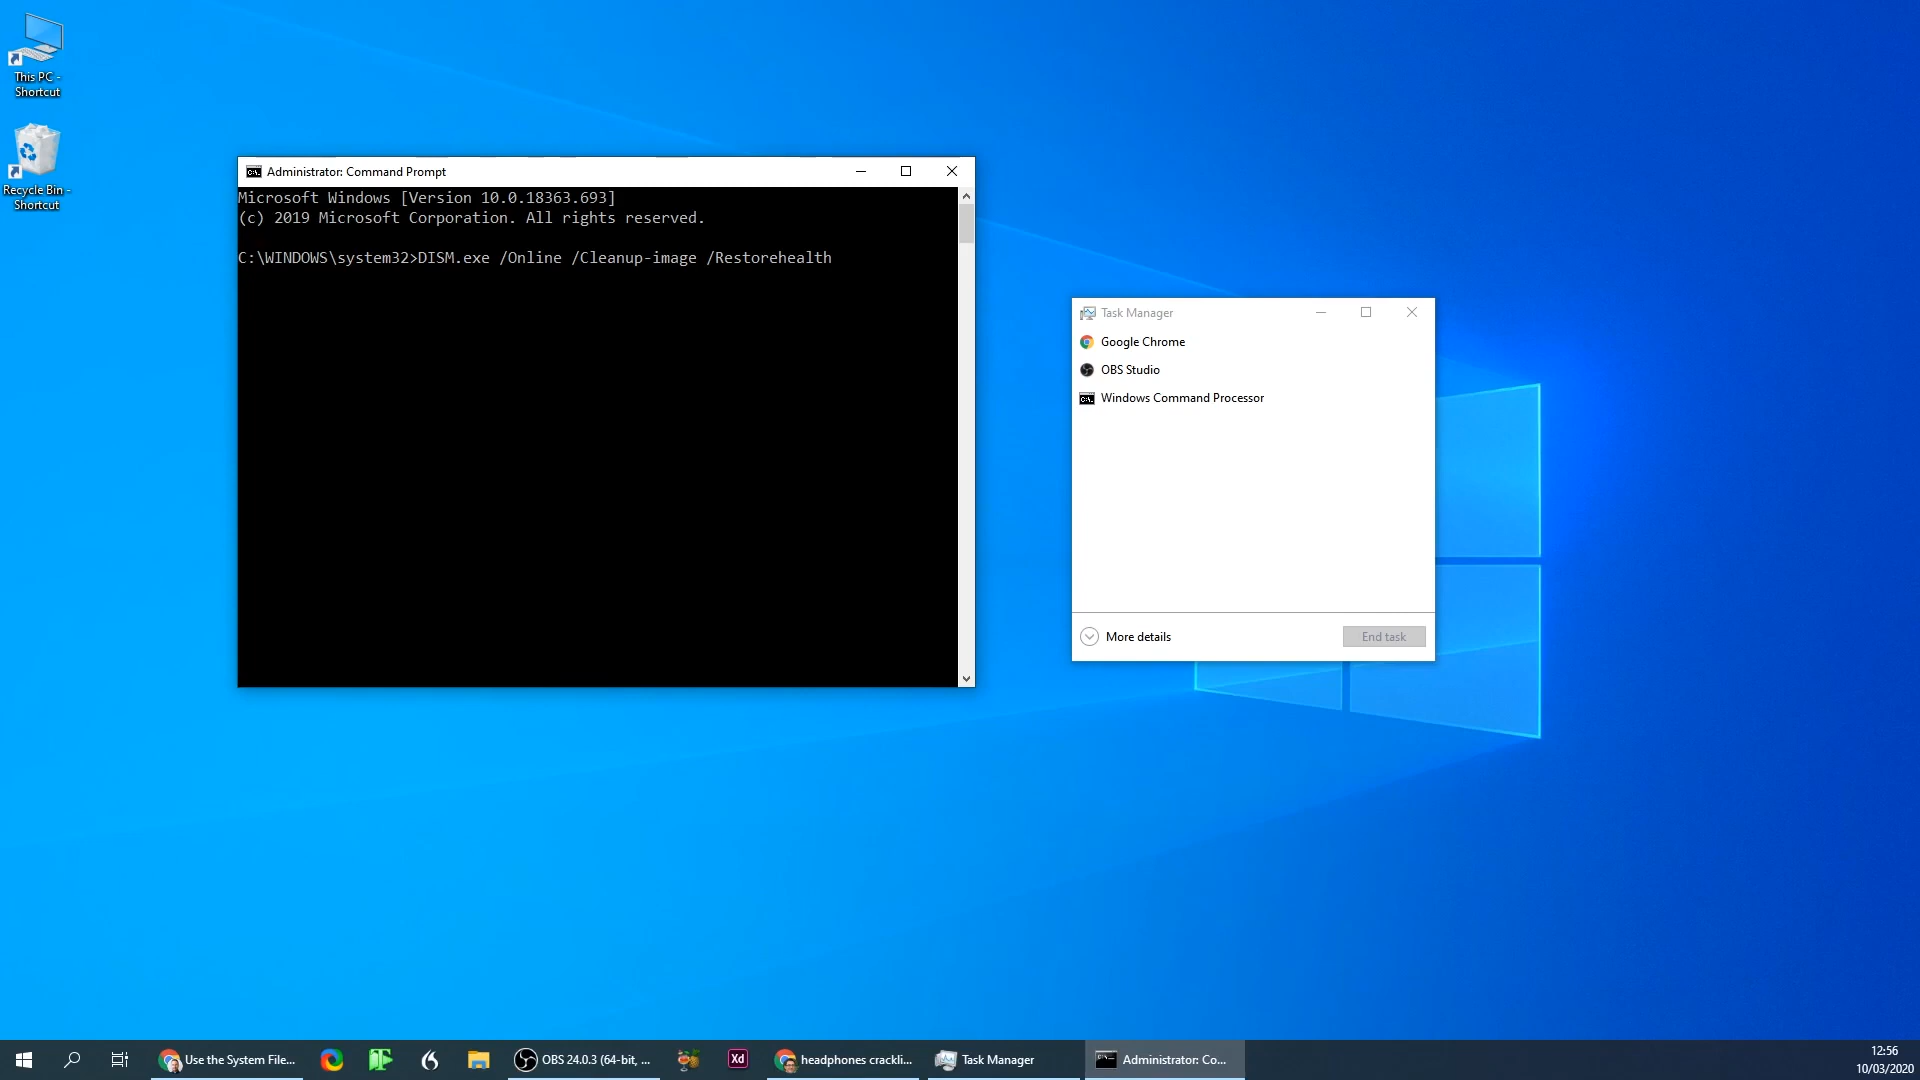 This PC -
Shortcut
Recycle Bin -
Shortcut
Administrator: Command Prompt
Microsoft Windows [Version 10.0.18363.693]
(c) 2019 Microsoft Corporation. All rights reserved.
C:\WINDOWS\system32>DISM.exe /Online /Cleanup-image /Restorehealth
Task Manager
Google Chrome
OBS Studio
Windows Command Processor
More details
End task
Use the System File...
OBS 24.0.3 (64-bit, ...
Xd
headphones crackli...
Task Manager
Administrator: Co...
12:56
10/03/2020